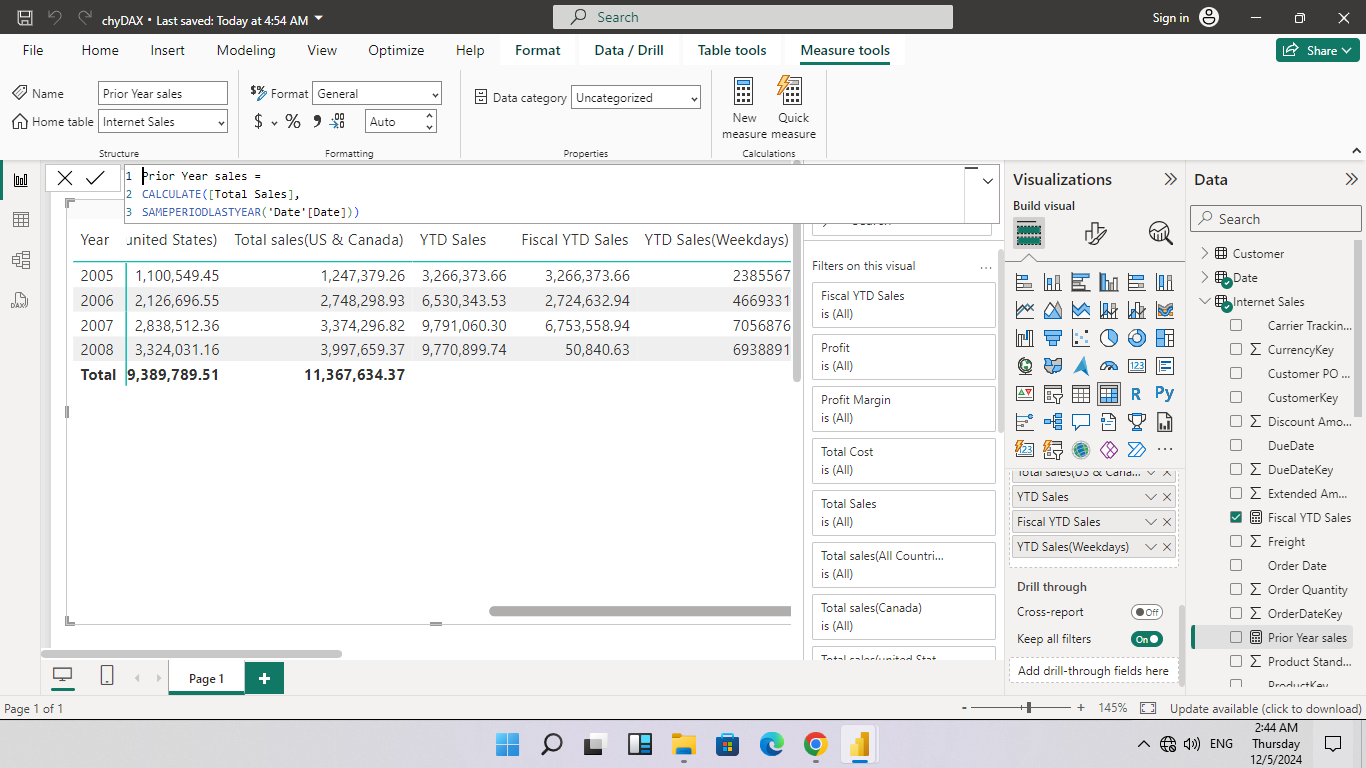 chyDAX • Last saved: Today at 4:54 AM
Search
Sign in
File Home Insert Modeling View Optimize Help Format Data / Drill Table tools Measure tools
Share
Name Prior Year sales
Home table Internet Sales
Structure
Format General
$ % Auto
Formatting
Data category Uncategorized
Properties
New measure
Quick measure
Calculations
1 Prior Year sales =
2 CALCULATE([Total Sales],
3 SAMEPERIODLASTYEAR('Date'[Date]))
Year united States) Total sales(US & Canada) YTD Sales Fiscal YTD Sales YTD Sales(Weekdays)
2005 1,100,549.45 1,247,379.26 3,266,373.66 3,266,373.66 2385567
2006 2,126,696.55 2,748,298.93 6,530,343.53 2,724,632.94 4669331
2007 2,838,512.36 3,374,296.82 9,791,060.30 6,753,558.94 7056876
2008 3,324,031.16 3,997,659.37 9,770,899.74 50,840.63 6938891
Total 9,389,789.51 11,367,634.37
Search
Filters on this visual ...
Fiscal YTD Sales
is (All)
Profit
is (All)
Profit Margin
is (All)
Total Cost
is (All)
Total Sales
is (All)
Total sales(All Countri...
is (All)
Total sales(Canada)
is (All)
Total sales(united Stat...
Visualizations
Build visual
123
R Py
123
...
Total sales(US & Cana...
YTD Sales
Fiscal YTD Sales
YTD Sales(Weekdays)
Drill through
Cross-report Off
Keep all filters On
Add drill-through fields here
Data
Search
Customer
Date
Internet Sales
Carrier Trackin...
CurrencyKey
Customer PO ...
CustomerKey
Discount Amo...
DueDate
DueDateKey
Extended Am...
Fiscal YTD Sales
Freight
Order Date
Order Quantity
OrderDateKey
Prior Year sales
Product Stand...
ProductKey
DAX
Page 1
+
Page 1 of 1
- + 145%
Update available (click to download)
ENG
2:44 AM
Thursday
12/5/2024